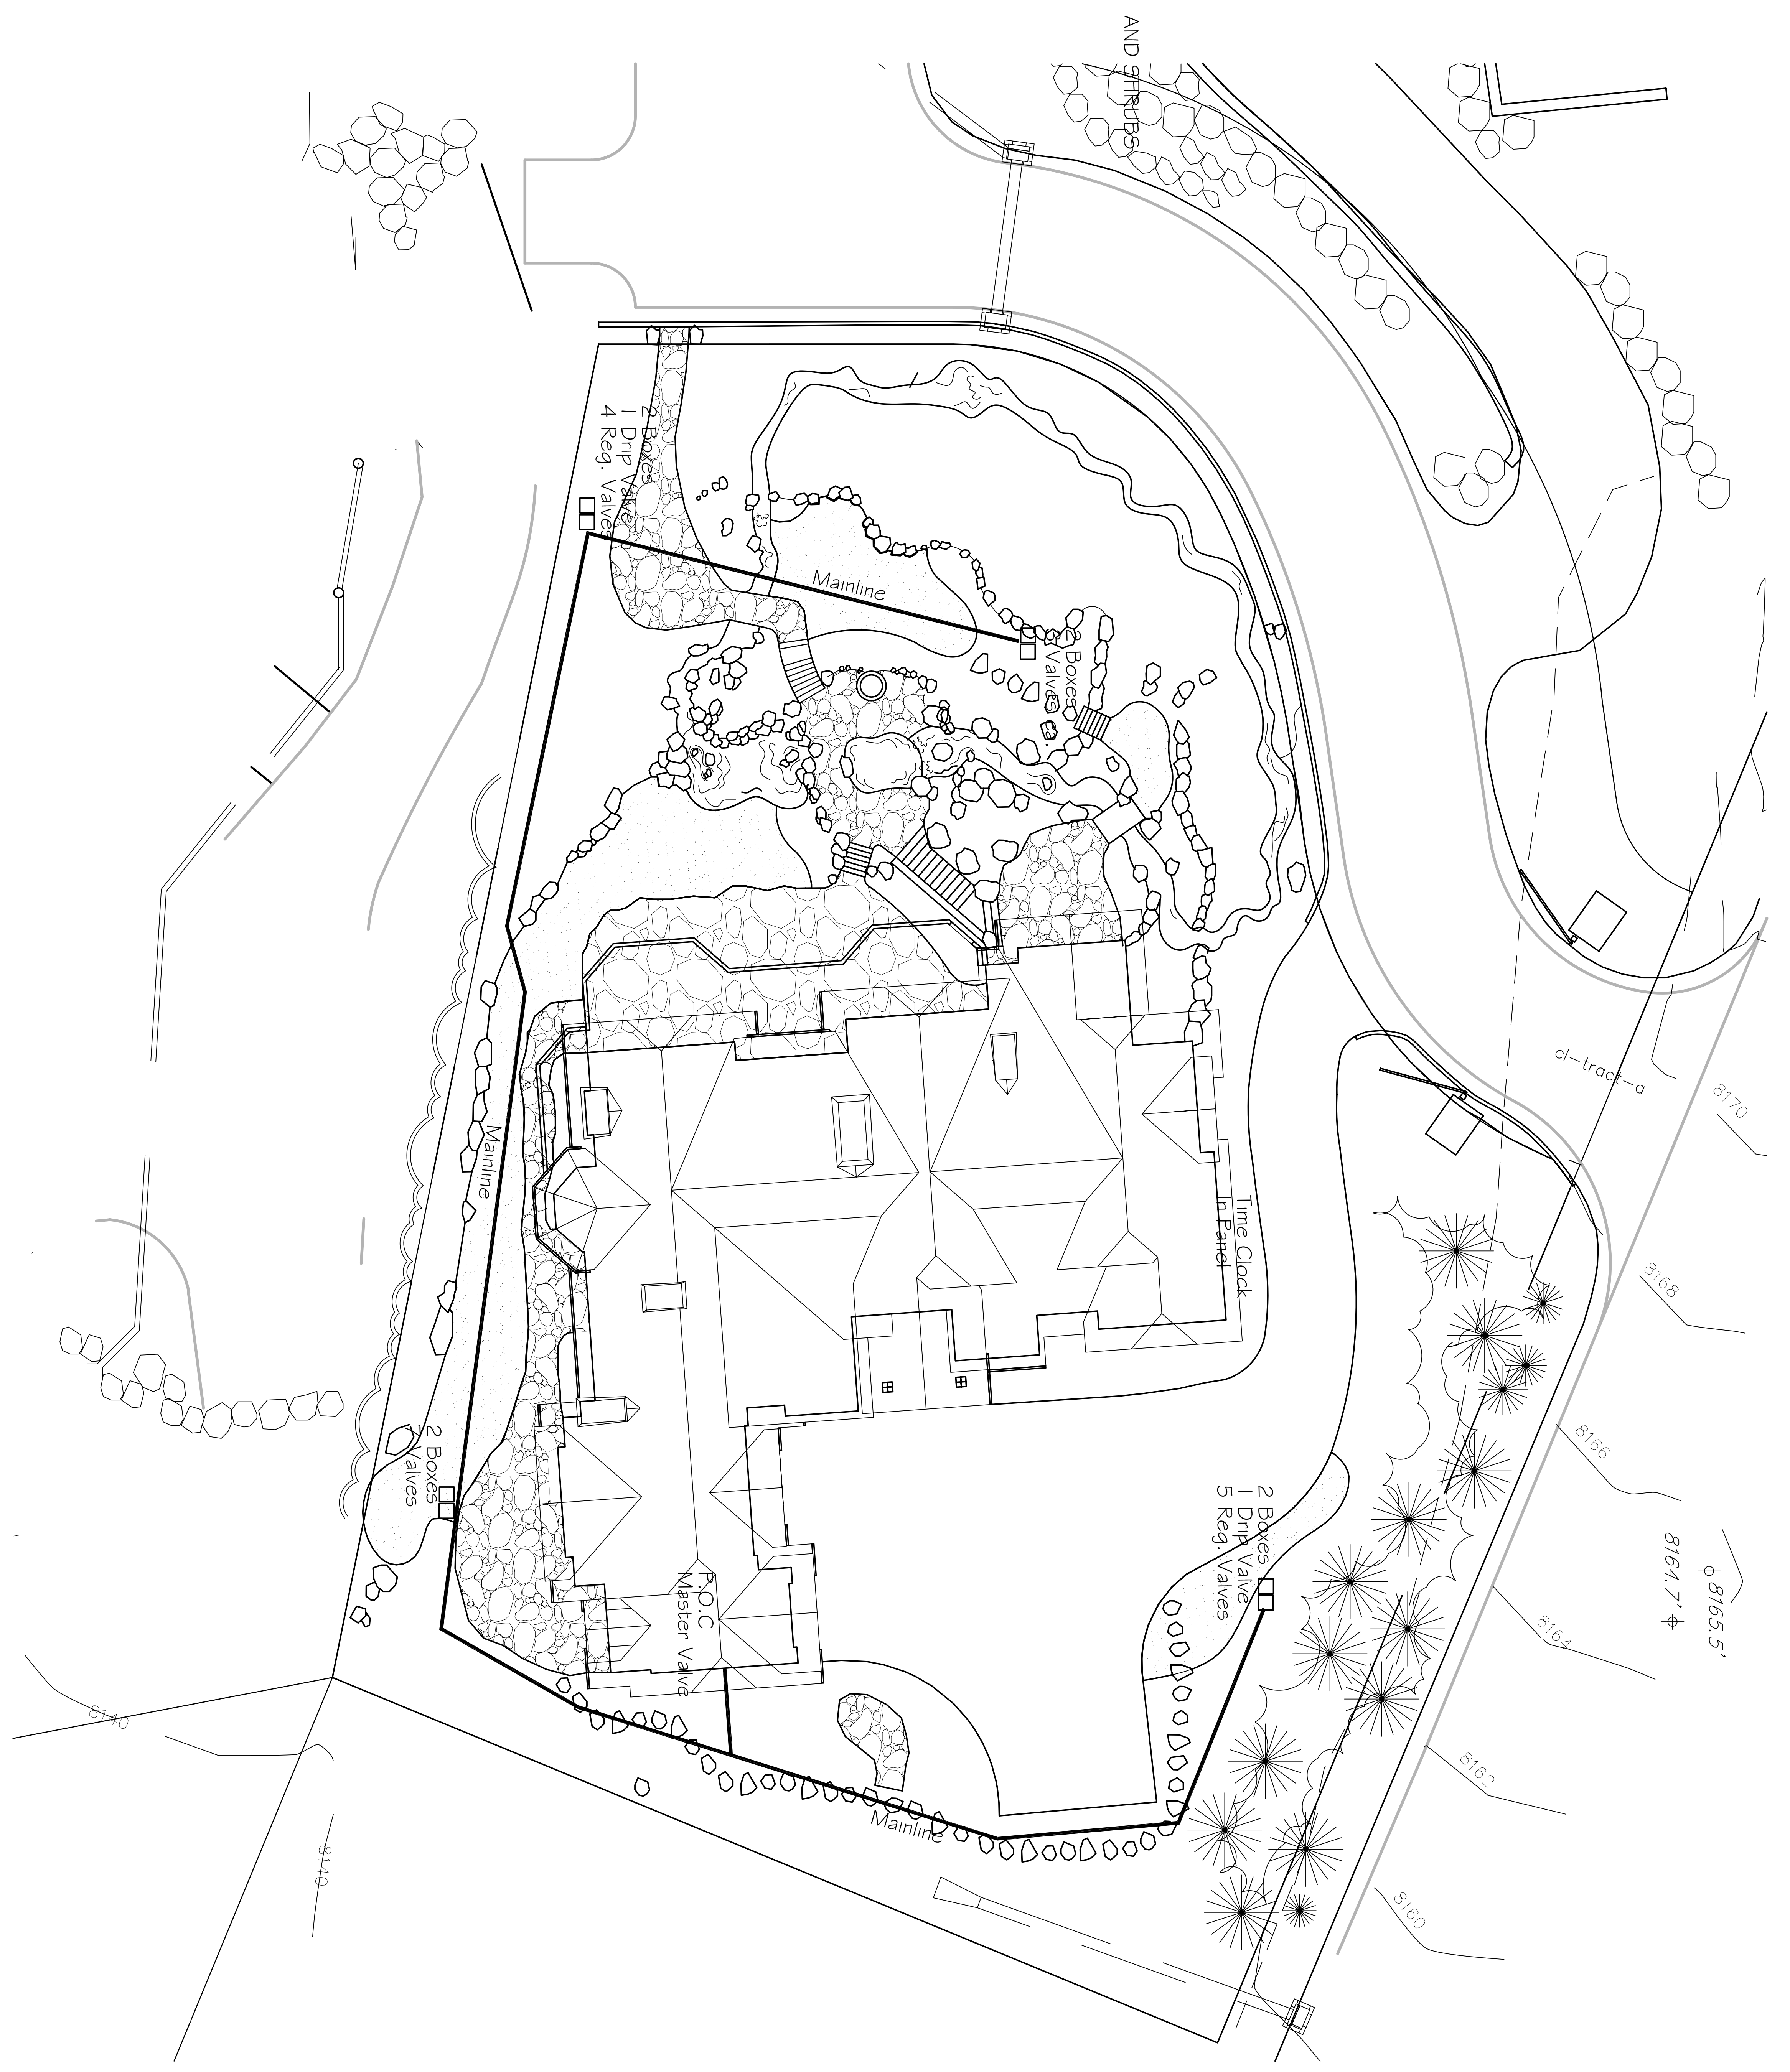 AND SHRUBS
2 Boxes
1 Drip Valve
4 Reg. Valves
Mainline
2 Boxes
Valves ea.
cl-tract-a
8170
Mainline
Time Clock
In Panel
8168
8166
2 Boxes
Valves
2 Boxes
1 Drip Valve
5 Reg. Valves
8165.5'
8164.7'
8164
P.O.C
Master Valve
8140
8162
Mainline
8140
8160